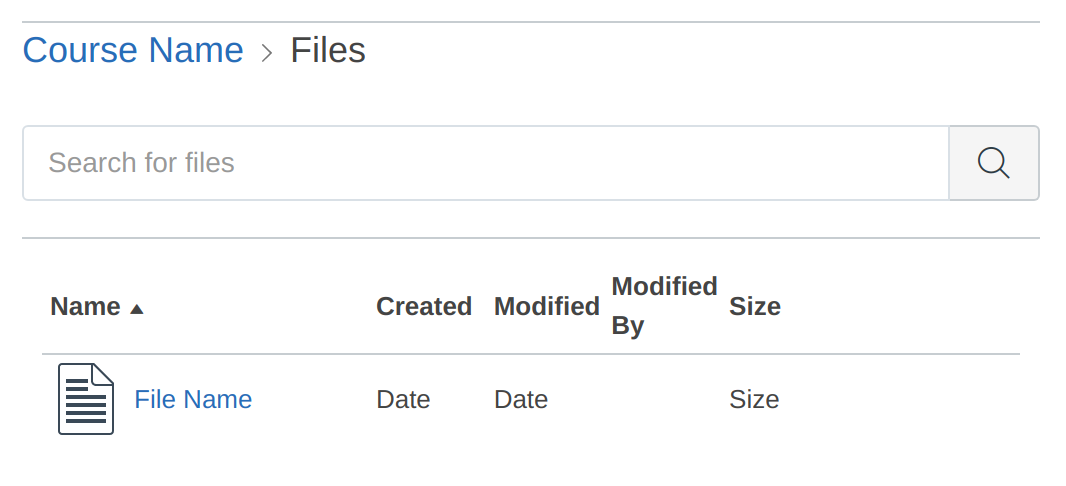 Course Name > Files
Search for files
Name ▲ Created Modified Modified By Size
File Name Date Date Size